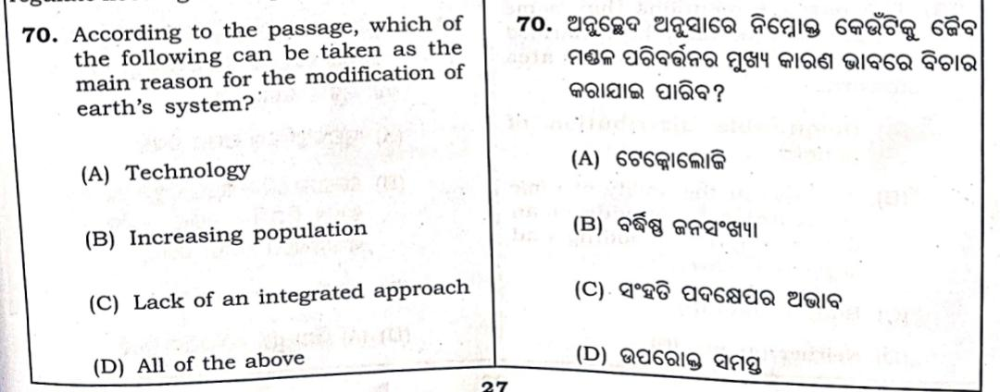 70. According to the passage, which of
the following can be taken as the
main reason for the modification of
earth's system?
(A) Technology
(B) Increasing population
(C) Lack of an integrated approach
(D) All of the above
70. ଅନୁଚ୍ଛେଦ ଅନୁସାରେ ନିମ୍ନୋକ୍ତ କେଉଁଟିକୁ ଜୈବ
ମଣ୍ଡଳ ପରିବର୍ତ୍ତନର ମୁଖ୍ୟ କାରଣ ଭାବରେ ବିଚାର
କରାଯାଇ ପାରିବ?
(A) ଟେକ୍ନୋଲୋଜି
(B) ବର୍ଦ୍ଧିଷ୍ଣୁ ଜନସଂଖ୍ୟା
(C) ସଂହତି ପଦକ୍ଷେପର ଅଭାବ
(D) ଉପରୋକ୍ତ ସମସ୍ତ
27